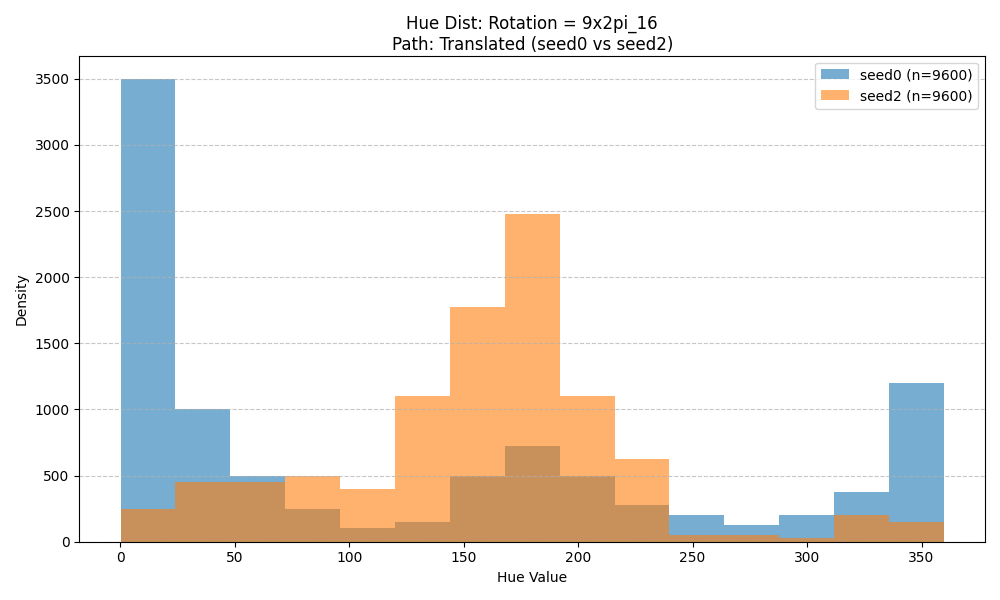 Hue Dist: Rotation = 9x2pi_16
Path: Translated (seed0 vs seed2)
seed0 (n=9600)
seed2 (n=9600)
Density
3500
3000
2500
2000
1500
1000
500
0
0 50 100 150 200 250 300 350
Hue Value